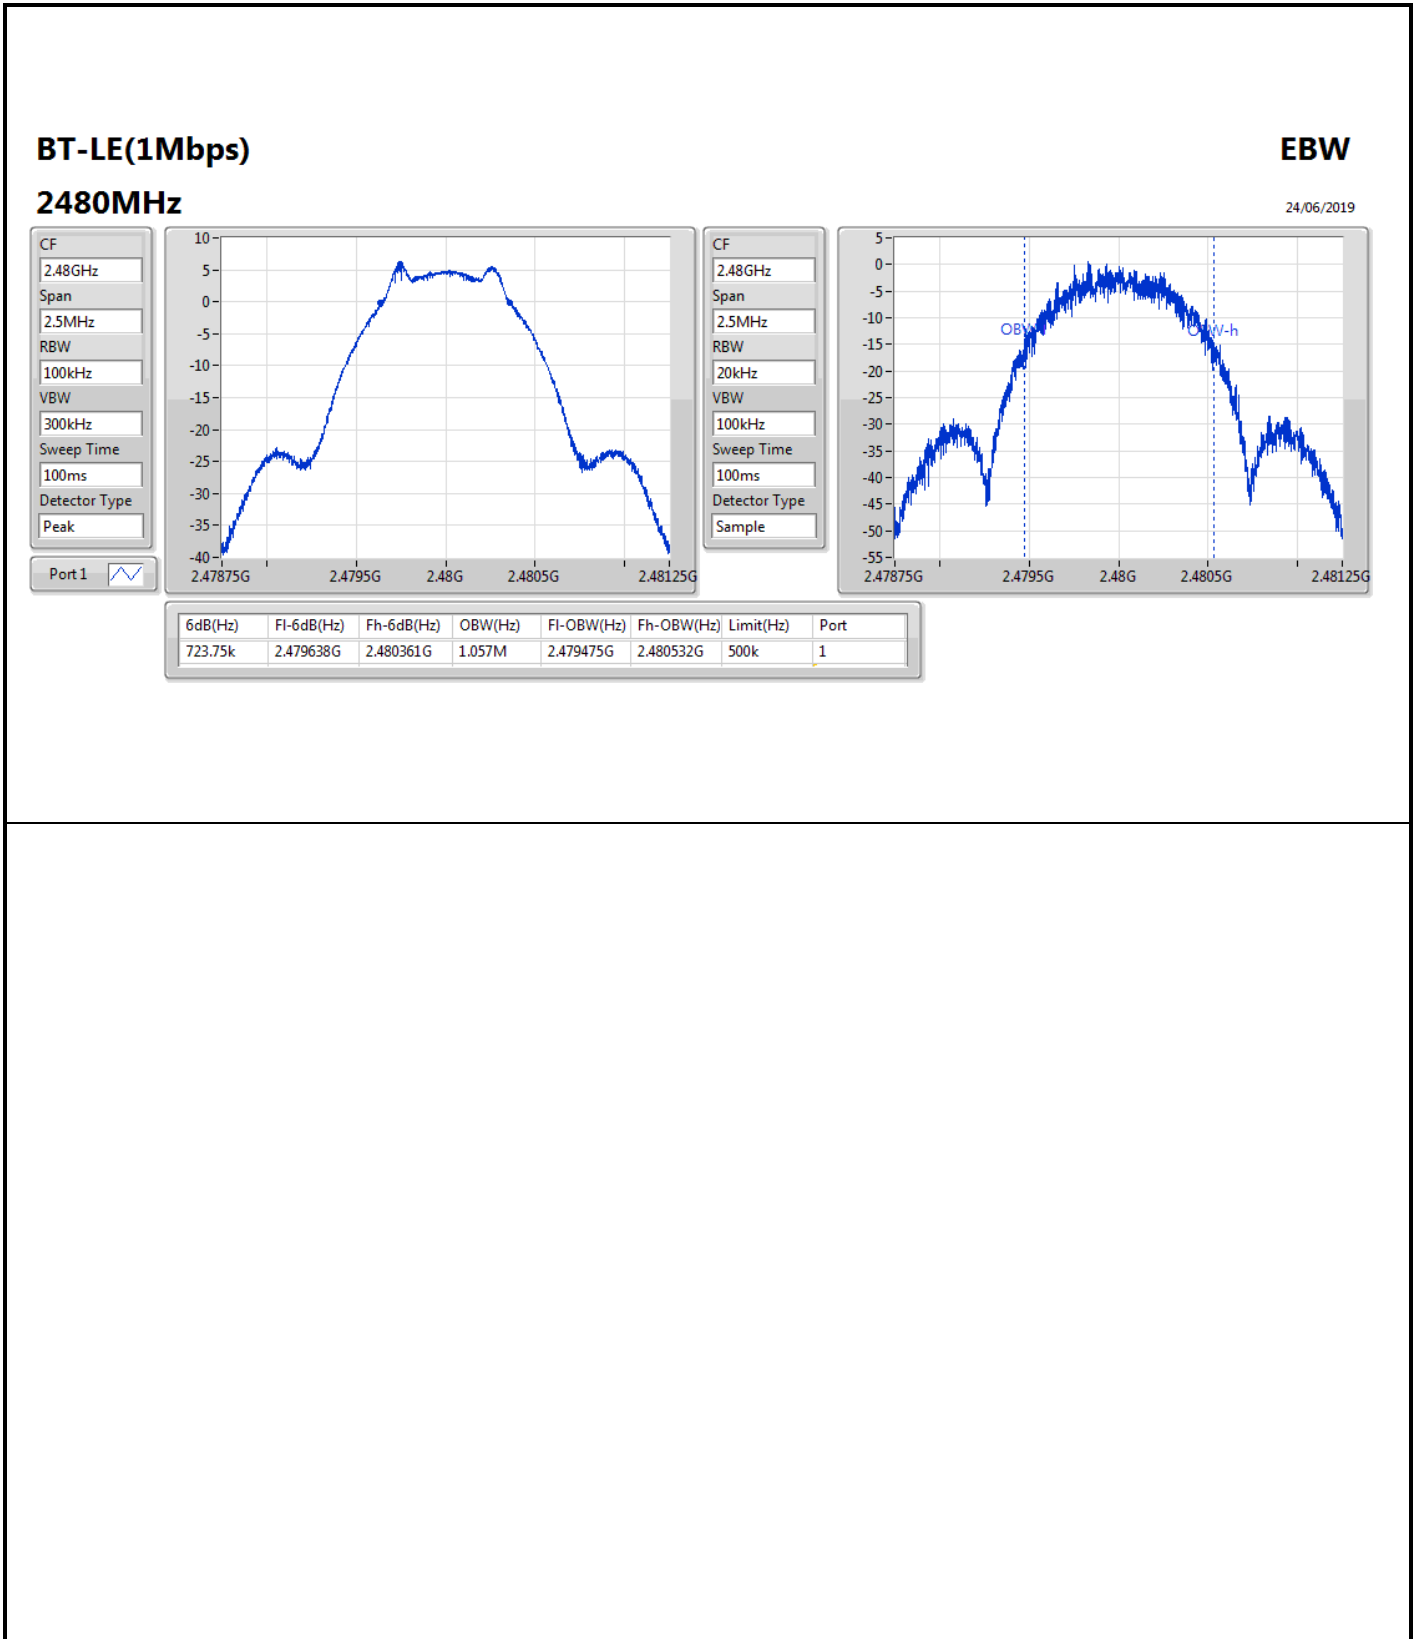 BT-LE(1Mbps)
EBW
2480MHz
24/06/2019
CF
2.48GHz
Span
2.5MHz
RBW
100kHz
VBW
300kHz
Sweep Time
100ms
Detector Type
Peak
Port 1
10
5
0
-5
-10
-15
-20
-25
-30
-35
-40
2.47875G 2.4795G 2.48G 2.4805G 2.48125G
CF
2.48GHz
Span
2.5MHz
RBW
20kHz
VBW
100kHz
Sweep Time
100ms
Detector Type
Sample
5
0
-5
-10
-15
-20
-25
-30
-35
-40
-45
-50
-55
2.47875G 2.4795G 2.48G 2.4805G 2.48125G
6dB(Hz) Fl-6dB(Hz) Fh-6dB(Hz) OBW(Hz) Fl-OBW(Hz) Fh-OBW(Hz) Limit(Hz) Port
723.75k 2.479638G 2.480361G 1.057M 2.479475G 2.480532G 500k 1